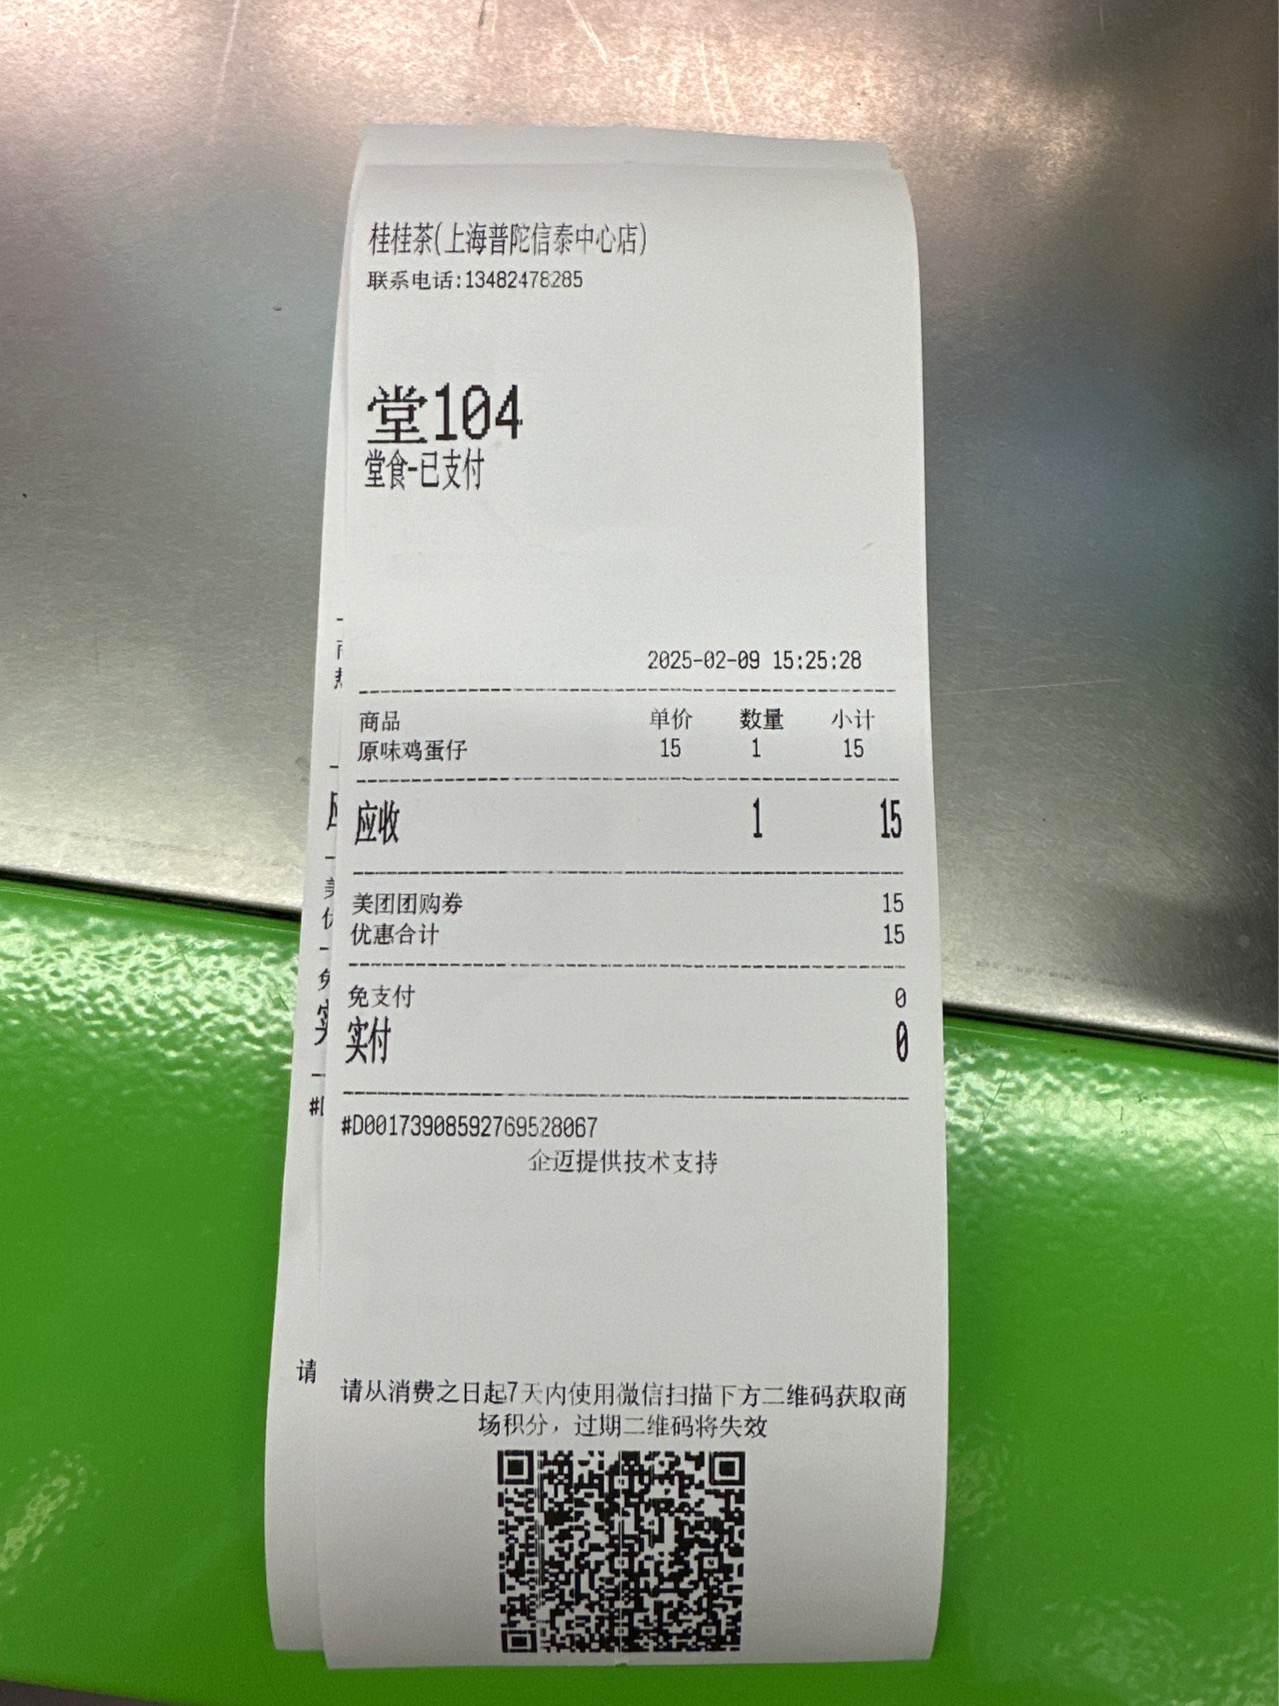 桂桂茶(上海普陀信泰中心店)
联系电话:13482478285
堂104
堂食-已支付
2025-02-09 15:25:28
商品 单价 数量 小计
原味鸡蛋仔 15 1 15
应收 1 15
美团团购券 15
优惠合计 15
免支付 0
实付 0
#D00173908592769528067
企迈提供技术支持
请从消费之日起7天内使用微信扫描下方二维码获取商
场积分，过期二维码将失效
请